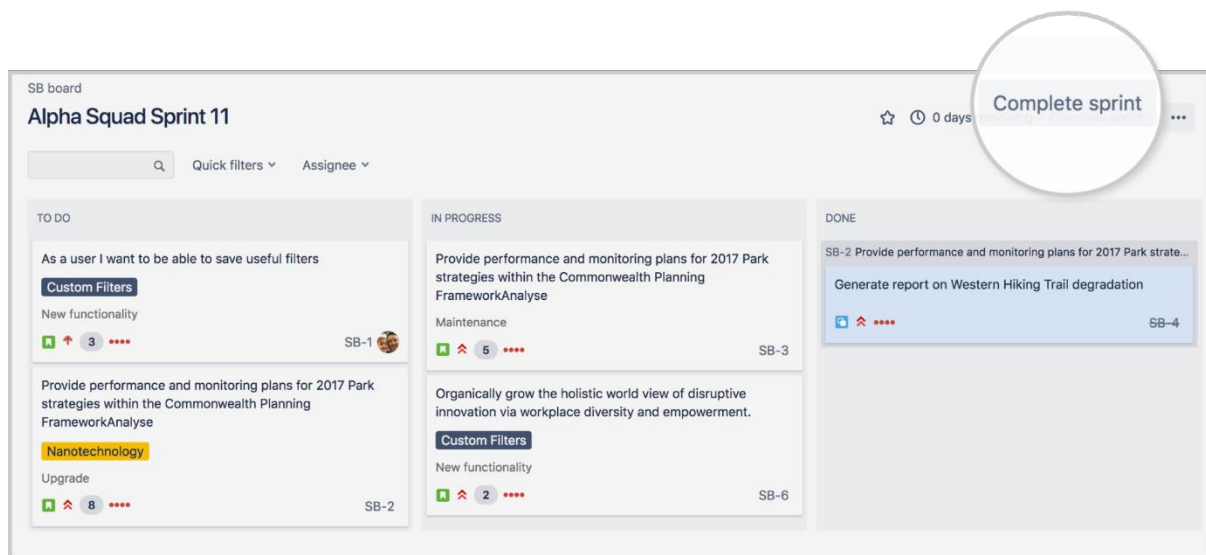 SB board
Alpha Squad Sprint 11
0 days
Complete sprint
Quick filters
Assignee
TO DO
As a user I want to be able to save useful filters
Custom Filters
New functionality
3
SB-1
Provide performance and monitoring plans for 2017 Park
strategies within the Commonwealth Planning
FrameworkAnalyse
Nanotechnology
Upgrade
8
SB-2
IN PROGRESS
Provide performance and monitoring plans for 2017 Park
strategies within the Commonwealth Planning
FrameworkAnalyse
Maintenance
5
SB-3
Organically grow the holistic world view of disruptive
innovation via workplace diversity and empowerment.
Custom Filters
New functionality
2
SB-6
DONE
SB-2 Provide performance and monitoring plans for 2017 Park strate...
Generate report on Western Hiking Trail degradation
SB-4